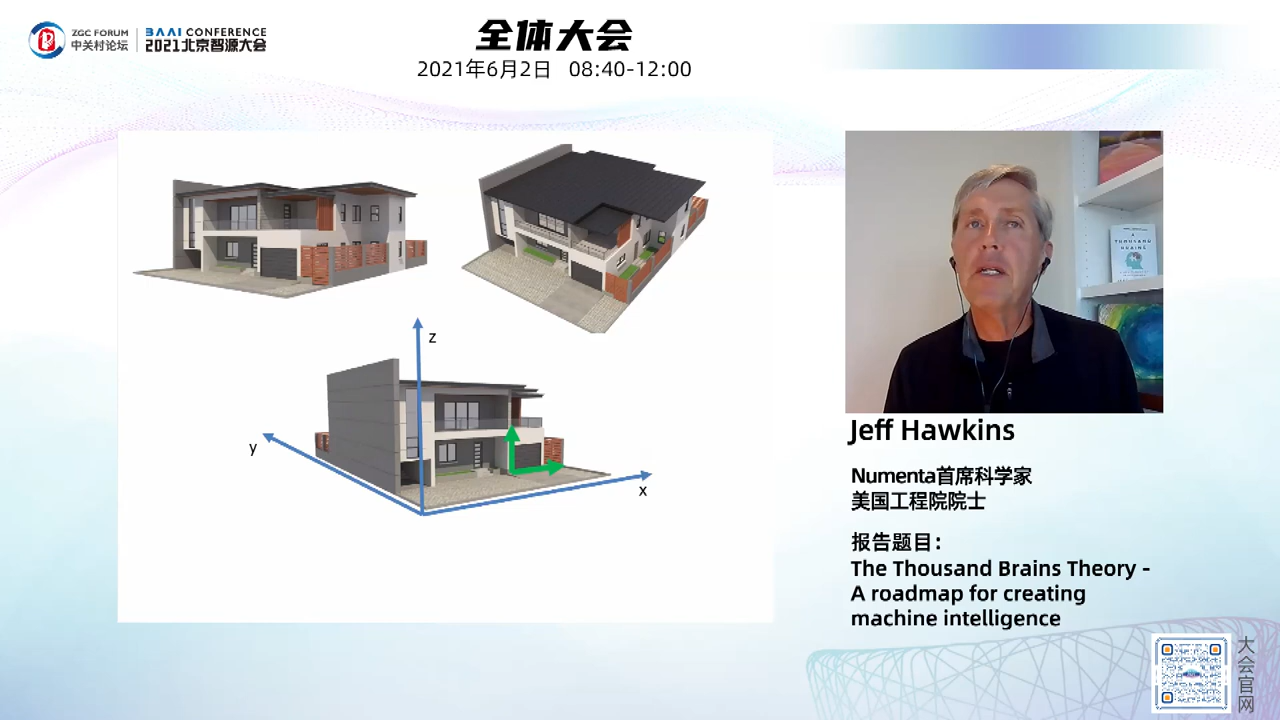 ZGC FORUM
中关村论坛
BAAI CONFERENCE
2021北京智源大会
全体大会
2021年6月2日 08:40-12:00
z
y
x
A
THOUSAND
BRAINS
Jeff Hawkins
Numenta首席科学家
美国工程院院士
报告题目：
The Thousand Brains Theory -
A roadmap for creating
machine intelligence
大会官网